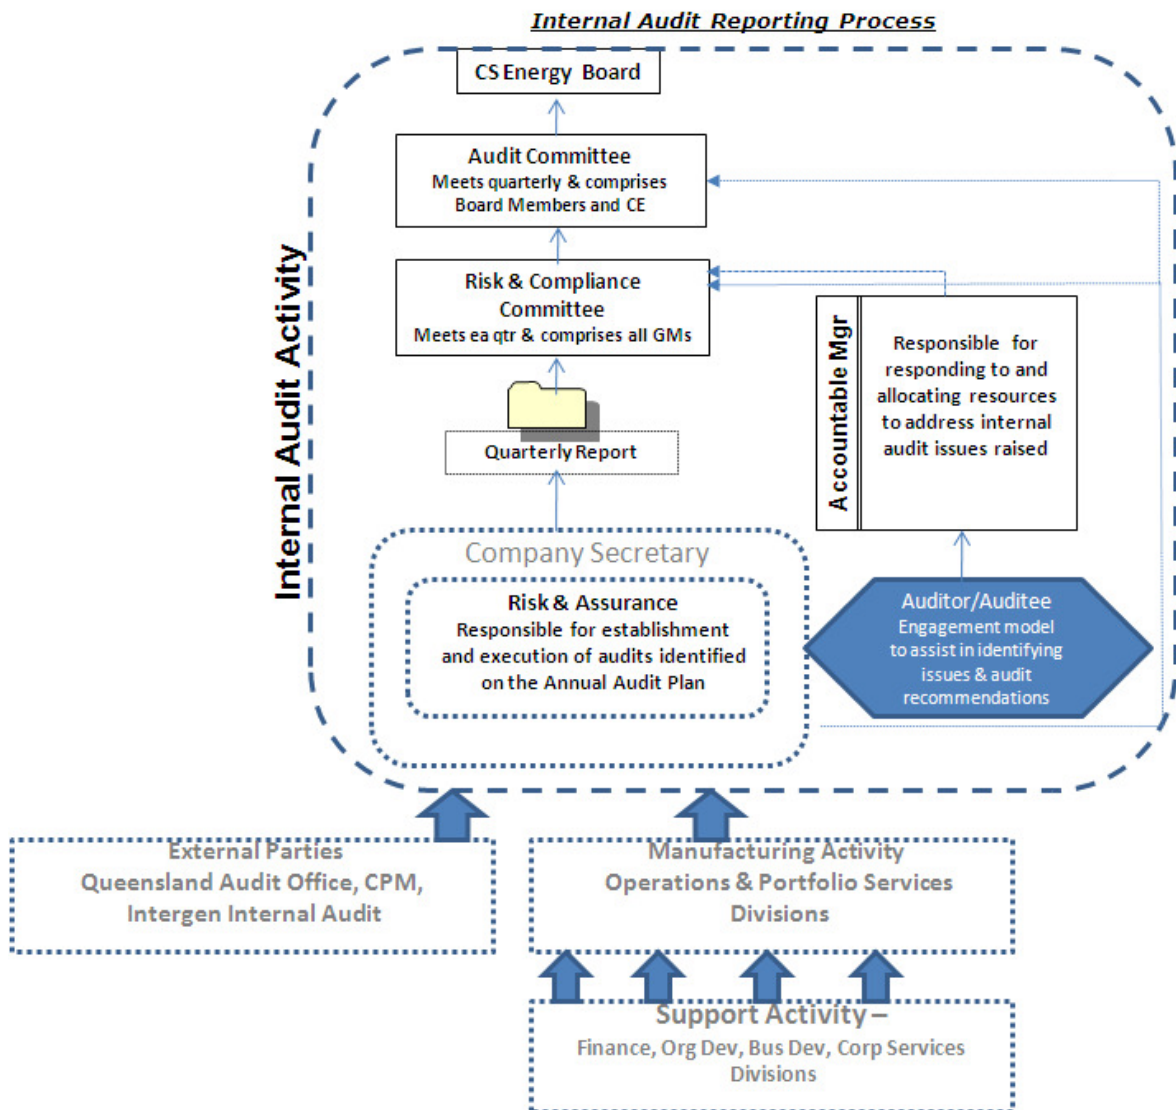 Internal Audit Reporting Process
CS Energy Board
Audit Committee
Meets quarterly & comprises
Board Members and CE
Risk & Compliance
Committee
Meets ea qtr & comprises all GMs
Quarterly Report
Internal Audit Activity
Accountable Mgr
Responsible for
responding to and
allocating resources
to address internal
audit issues raised
Company Secretary
Risk & Assurance
Responsible for establishment
and execution of audits identified
on the Annual Audit Plan
Auditor/Auditee
Engagement model
to assist in identifying
issues & audit
recommendations
External Parties
Queensland Audit Office, CPM,
Intergen Internal Audit
Manufacturing Activity
Operations & Portfolio Services
Divisions
Support Activity –
Finance, Org Dev, Bus Dev, Corp Services
Divisions